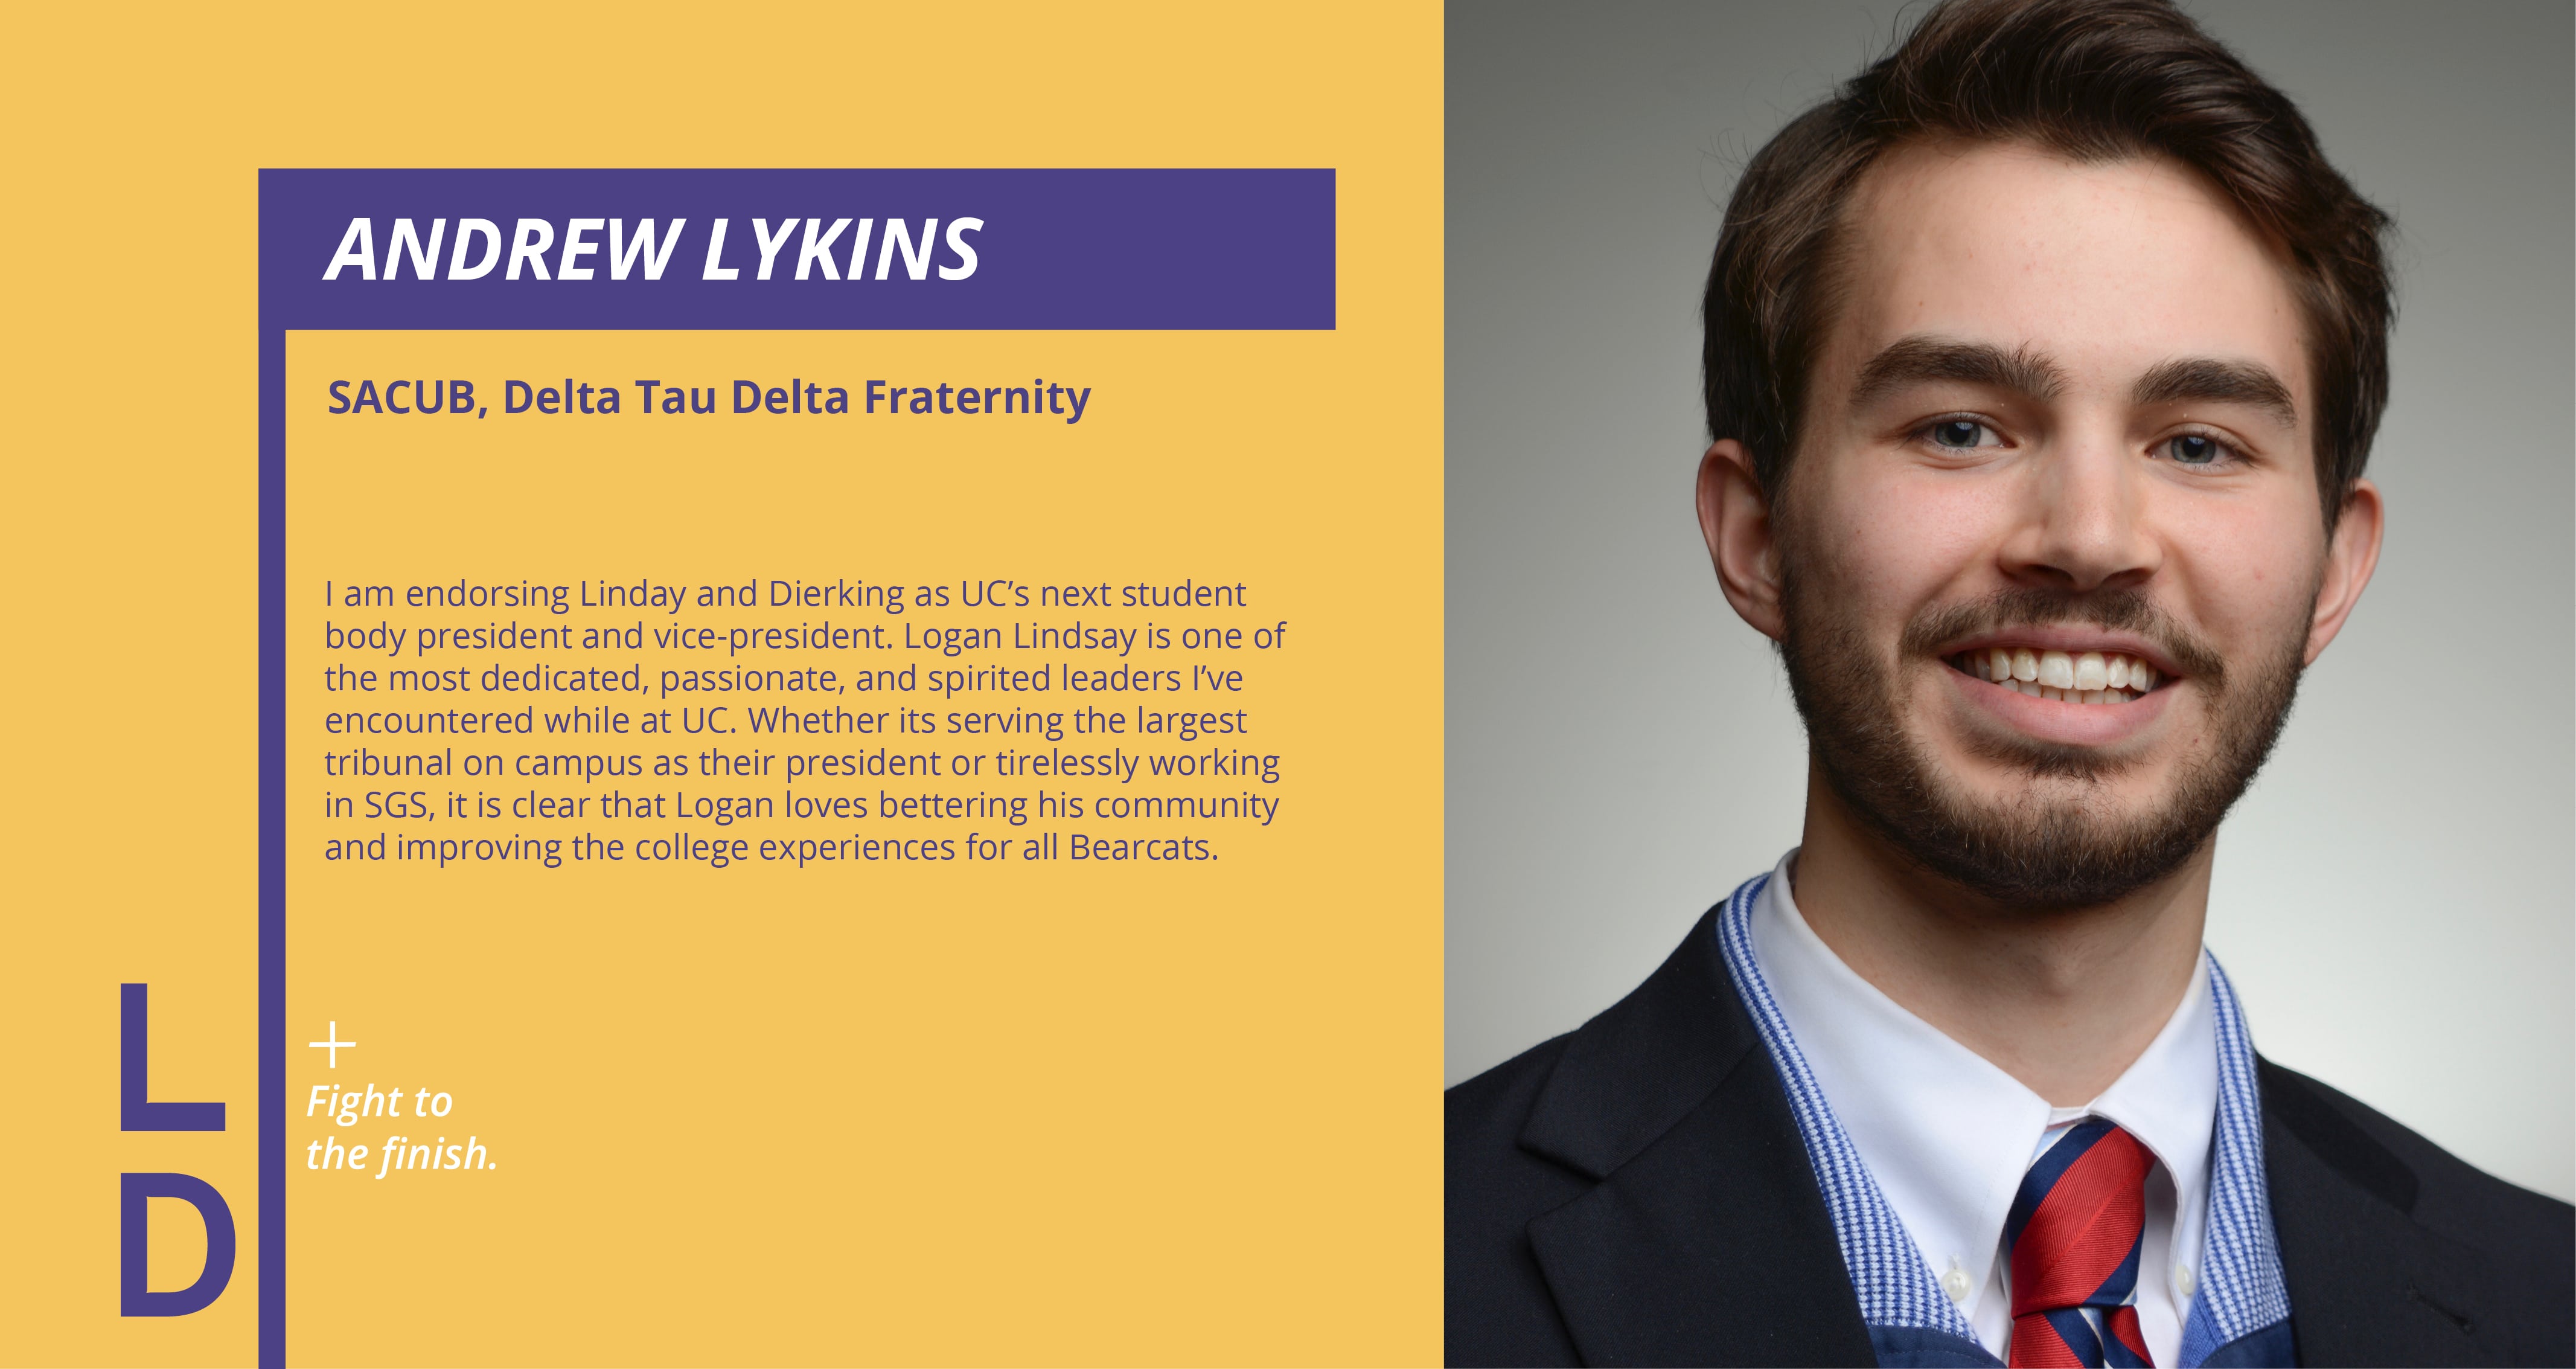 ANDREW LYKINS
SACUB, Delta Tau Delta Fraternity
I am endorsing Linday and Dierking as UC’s next student
body president and vice-president. Logan Lindsay is one of
the most dedicated, passionate, and spirited leaders I’ve
encountered while at UC. Whether its serving the largest
tribunal on campus as their president or tirelessly working
in SGS, it is clear that Logan loves bettering his community
and improving the college experiences for all Bearcats.
L
D
+
Fight to
the finish.